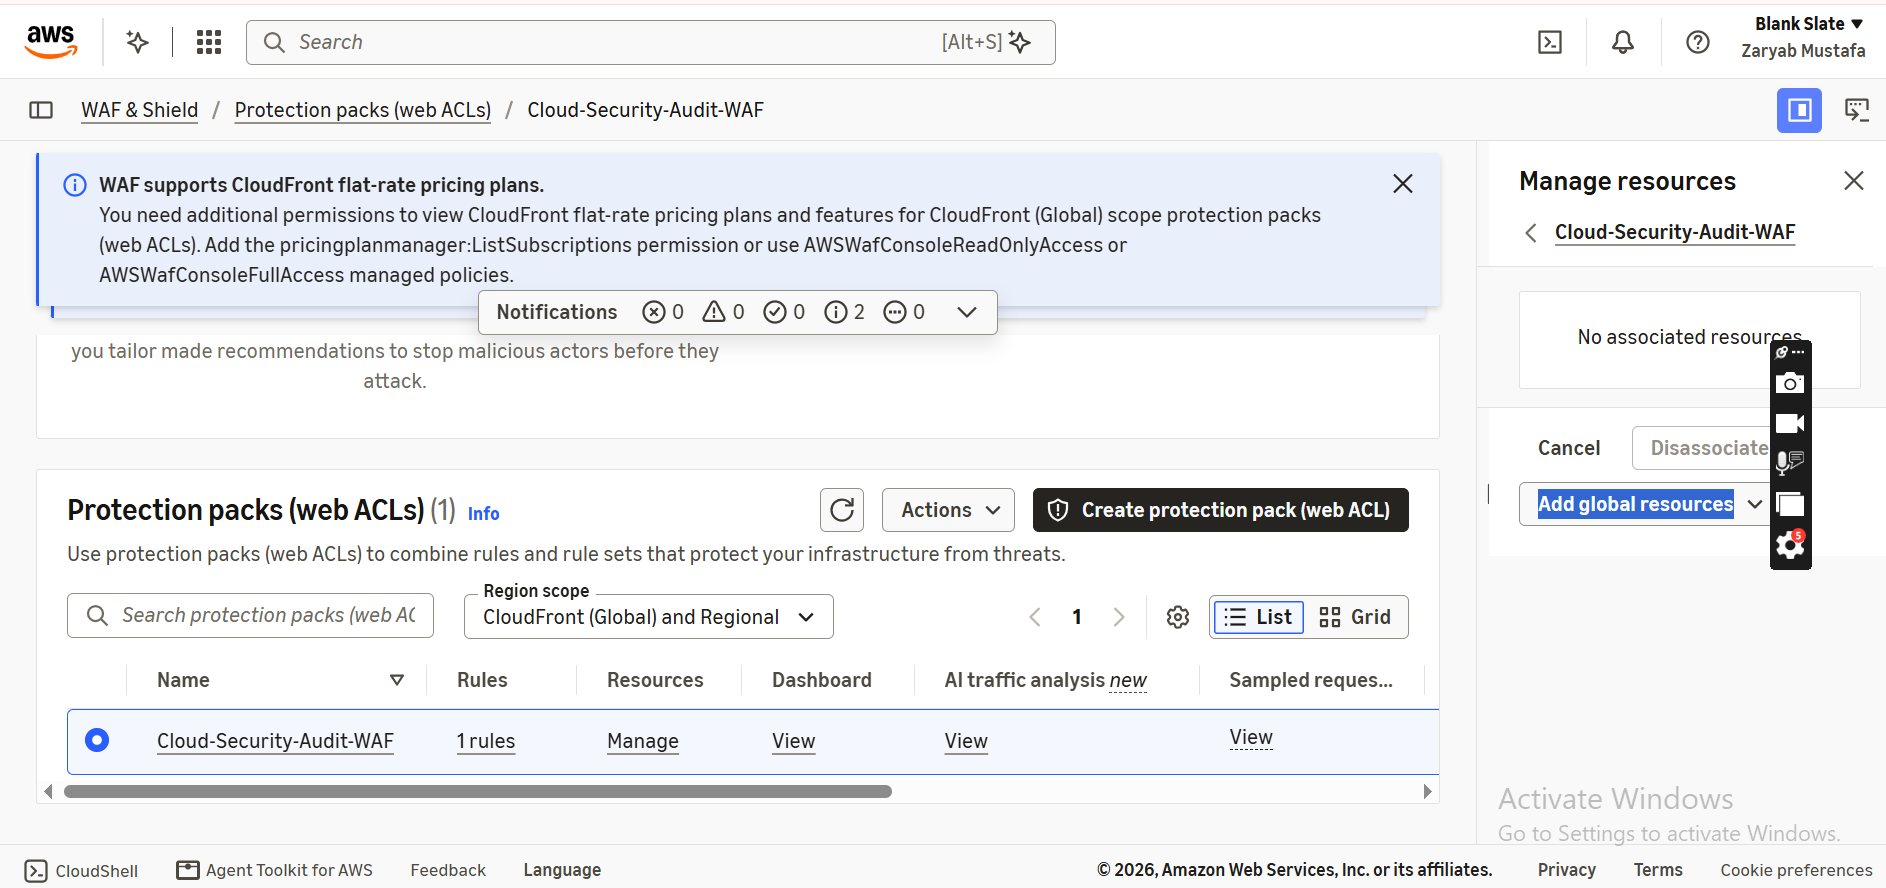 aws
Search
[Alt+S]
Blank Slate
Zaryab Mustafa
WAF & Shield / Protection packs (web ACLs) / Cloud-Security-Audit-WAF
WAF supports CloudFront flat-rate pricing plans.
You need additional permissions to view CloudFront flat-rate pricing plans and features for CloudFront (Global) scope protection packs
(web ACLs). Add the pricingplanmanager:ListSubscriptions permission or use AWSWafConsoleReadOnlyAccess or
AWSWafConsoleFullAccess managed policies.
Notifications 0 0 0 2 0
you tailor made recommendations to stop malicious actors before they
attack.
Protection packs (web ACLs) (1) Info
Actions
Create protection pack (web ACL)
Use protection packs (web ACLs) to combine rules and rule sets that protect your infrastructure from threats.
Search protection packs (web AC
Region scope
CloudFront (Global) and Regional
1
List
Grid
Name Rules Resources Dashboard AI traffic analysis new Sampled reques...
Cloud-Security-Audit-WAF 1 rules Manage View View View
Manage resources
Cloud-Security-Audit-WAF
No associated resources
Cancel
Disassociate
Add global resources
5
Activate Windows
Go to Settings to activate Windows.
CloudShell Agent Toolkit for AWS Feedback Language © 2026, Amazon Web Services, Inc. or its affiliates. Privacy Terms Cookie preferences